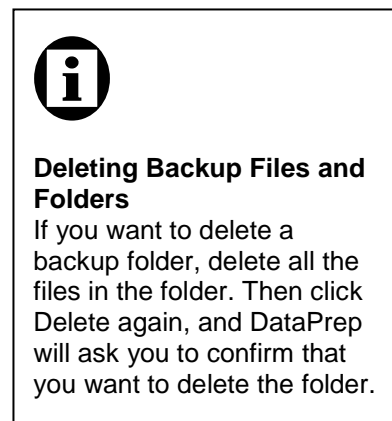 Deleting Backup Files and
Folders
If you want to delete a
backup folder, delete all the
files in the folder. Then click
Delete again, and DataPrep
will ask you to confirm that
you want to delete the folder.